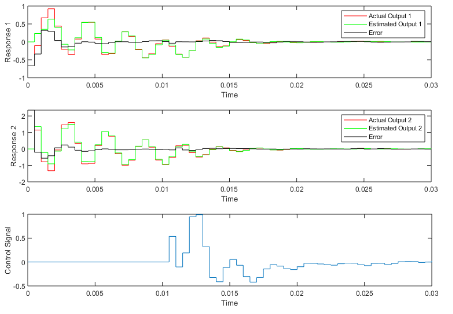 Response 1
1
0.5
0
-0.5
-1
Actual Output 1
Estimated Output 1
Error
0 0.005 0.01 0.015 0.02 0.025 0.03
Time
Response 2
2
1
0
-1
-2
Actual Output 2
Estimated Output 2
Error
0 0.005 0.01 0.015 0.02 0.025 0.03
Time
Control Signal
1
0.5
0
-0.5
0 0.005 0.01 0.015 0.02 0.025 0.03
Time